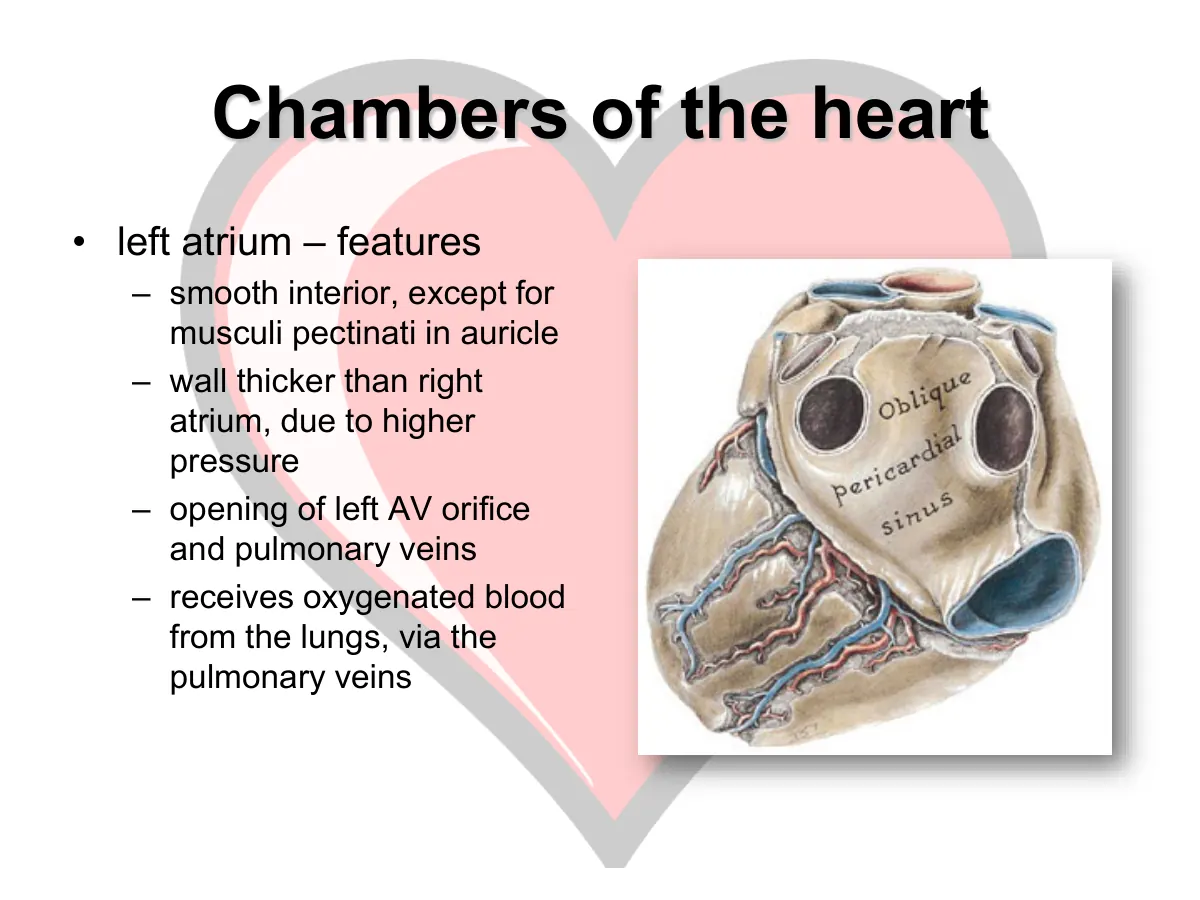 Chambers of the heart
• left atrium – features
– smooth interior, except for
musculi pectinati in auricle
– wall thicker than right
atrium, due to higher
pressure
– opening of left AV orifice
and pulmonary veins
– receives oxygenated blood
from the lungs, via the
pulmonary veins
Oblique
pericardial
sinus